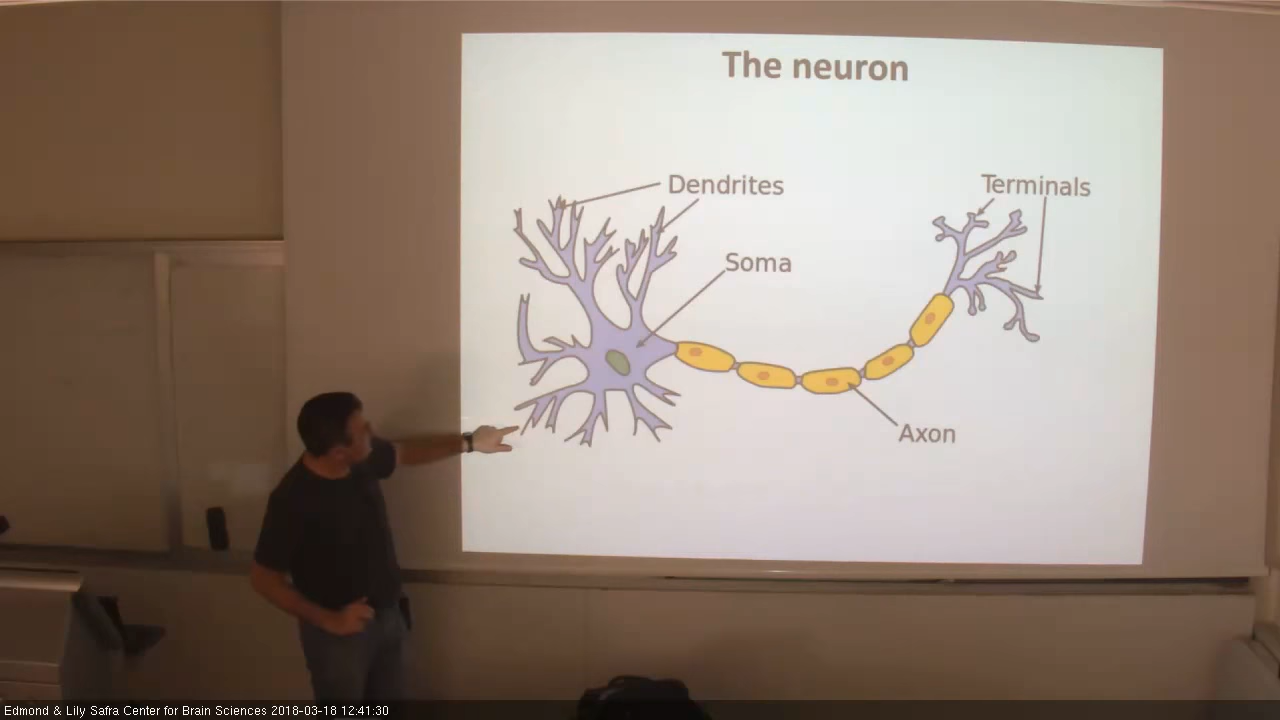 The neuron
Dendrites
Terminals
Soma
Axon
Edmond & Lily Safra Center for Brain Sciences 2018-03-18 12:41:30